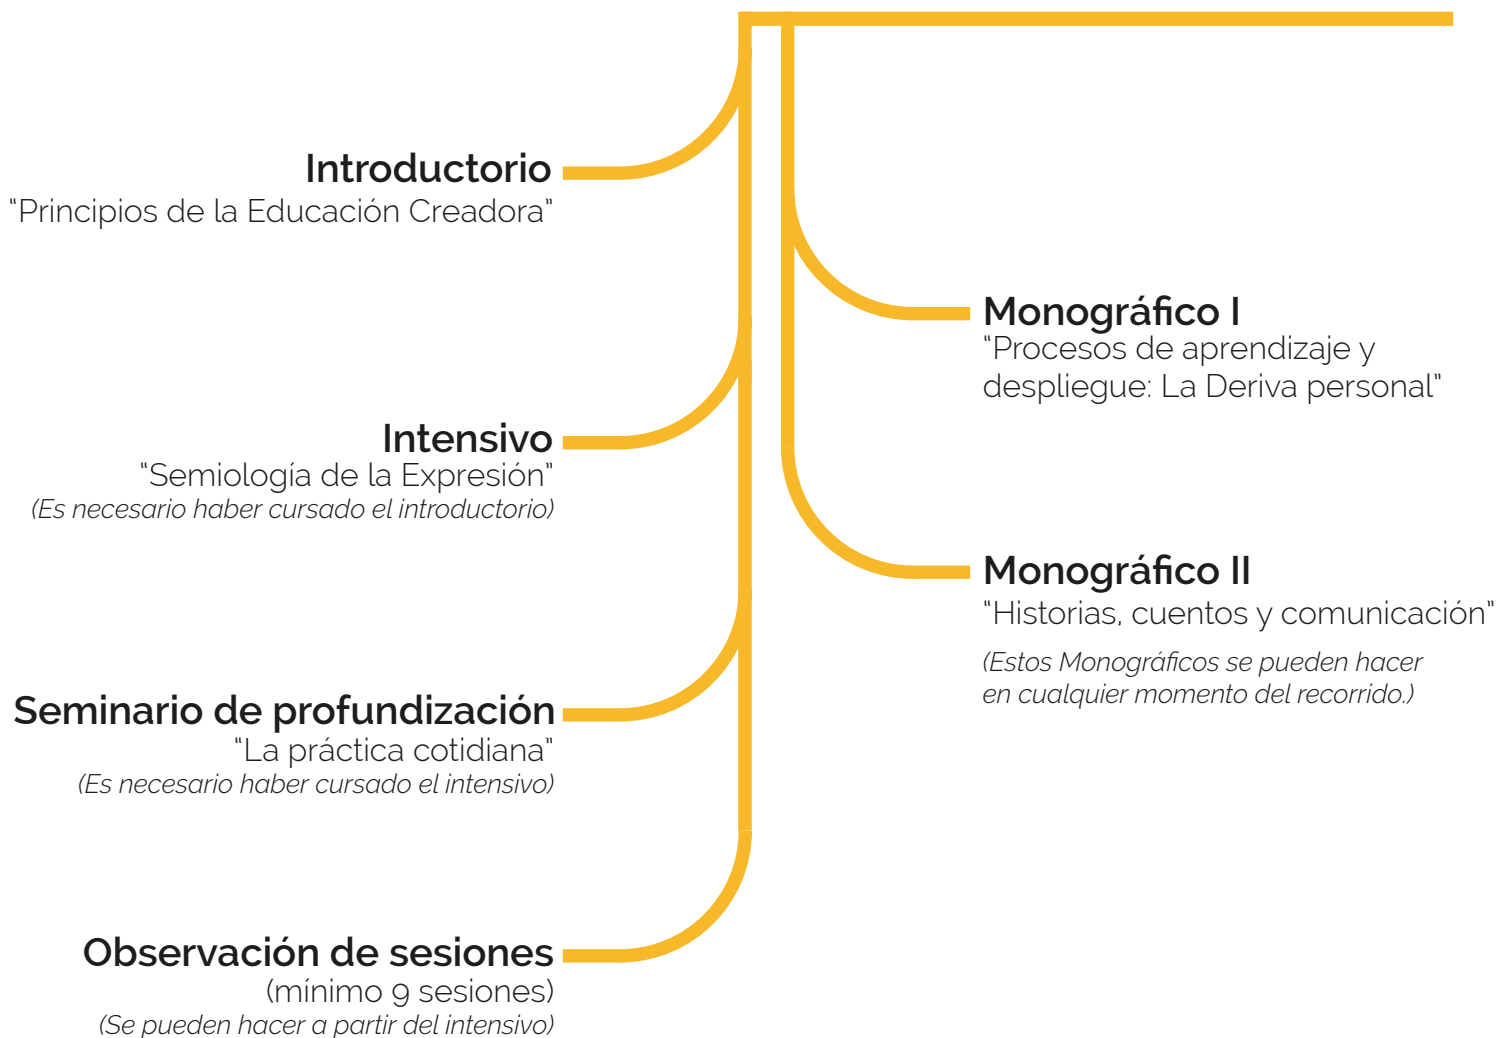 Introductorio
“Principios de la Educación Creadora”
Intensivo
“Semiología de la Expresión”
(Es necesario haber cursado el introductorio)
Seminario de profundización
“La práctica cotidiana”
(Es necesario haber cursado el intensivo)
Observación de sesiones
(mínimo 9 sesiones)
(Se pueden hacer a partir del intensivo)
Monográfico I
“Procesos de aprendizaje y
despliegue: La Deriva personal”
Monográfico II
“Historias, cuentos y comunicación”
(Estos Monográficos se pueden hacer
en cualquier momento del recorrido.)